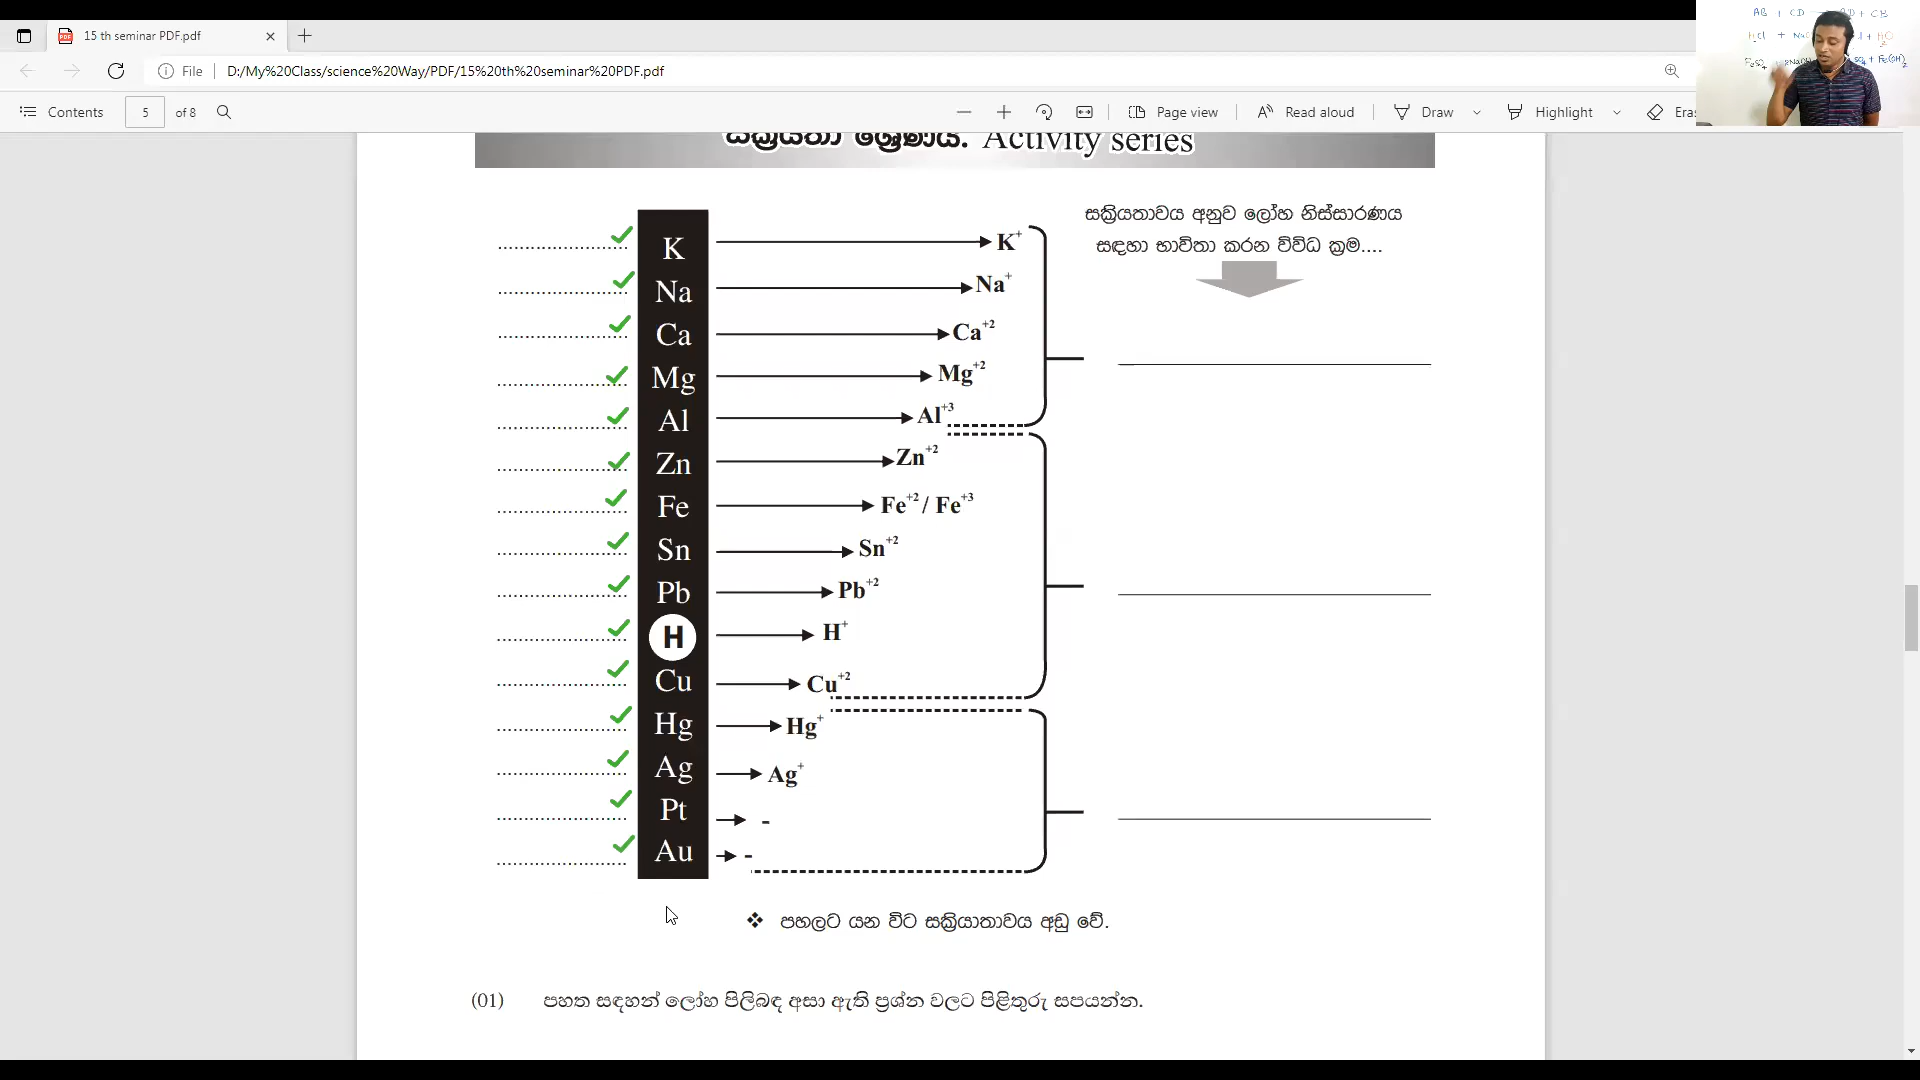 15 th seminar PDF.pdf
File D:/My%20Class/science%20Way/PDF/15%20th%20seminar%20PDF.pdf
Contents 5 of 8 Page view Read aloud Draw Highlight Eras
AB + CD
සක්‍රියතා ශ්‍රේණිය. Activity series
සක්‍රියතාවය අනුව ලෝහ නිස්සාරණය
සඳහා භාවිතා කරන විවිධ ක්‍රම....
K K+
Na Na+
Ca Ca+2
Mg Mg+2
Al Al+3
Zn Zn+2
Fe Fe+2 / Fe+3
Sn Sn+2
Pb Pb+2
H H+
Cu Cu+2
Hg Hg+
Ag Ag+
Pt -
Au -
❖ පහලට යන විට සක්‍රියාතාවය අඩු වේ.
(01) පහත සඳහන් ලෝහ පිලිබඳ අසා ඇති ප්‍රශ්න වලට පිළිතුරු සපයන්න.